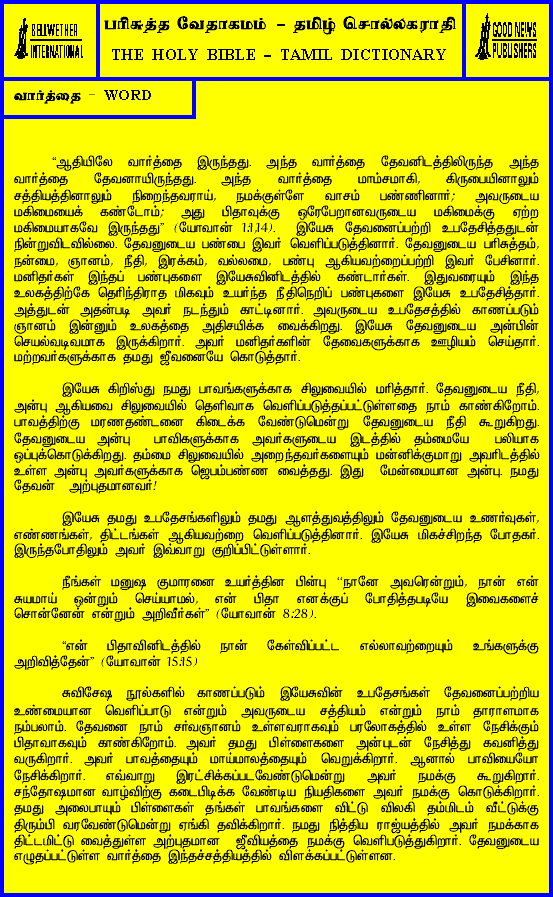 BELLWETHER
INTERNATIONAL
பரிசுத்த வேதாகமம் - தமிழ் சொல்லகராதி
THE HOLY BIBLE - TAMIL DICTIONARY
GOOD NEWS
PUBLISHERS
வார்த்தை - WORD
“ஆதியிலே வார்த்தை இருந்தது. அந்த வார்த்தை தேவனிடத்திலிருந்த அந்த
வார்த்தை தேவனாயிருந்தது. அந்த வார்த்தை மாம்சமாகி, கிருபையினாலும்
சத்தியத்தினாலும் நிறைந்தவராய், நமக்குள்ளே வாசம் பண்ணினார்; அவருடைய
மகிமையைக் கண்டோம்; அது பிதாவுக்கு ஒரேபேறானவருடைய மகிமைக்கு ஏற்ற
மகிமையாகவே இருந்தது” (யோவான் 1:1,14). இயேசு தேவனைப்பற்றி உபதேசித்ததுடன்
நின்றுவிடவில்லை. தேவனுடைய பண்பை இவர் வெளிப்படுத்தினார். தேவனுடைய பரிசுத்தம்,
நன்மை, ஞானம், நீதி, இரக்கம், வல்லமை, பண்பு ஆகியவற்றைப்பற்றி இவர் பேசினார்.
மனிதர்கள் இந்தப் பண்புகளை இயேசுவினிடத்தில் கண்டார்கள். இதுவரையும் இந்த
உலகத்திற்கே தெரிந்திராத மிகவும் உயர்ந்த நீதிநெறிப் பண்புகளை இயேசு உபதேசித்தார்.
அத்துடன் அதன்படி அவர் நடந்தும் காட்டினார். அவருடைய உபதேசத்தில் காணப்படும்
ஞானம் இன்னும் உலகத்தை அதிசயிக்க வைக்கிறது. இயேசு தேவனுடைய அன்பின்
செயல்வடிவமாக இருக்கிறார். அவர் மனிதர்களின் தேவைகளுக்காக ஊழியம் செய்தார்.
மற்றவர்களுக்காக தமது ஜீவனையே கொடுத்தார்.
இயேசு கிறிஸ்து நமது பாவங்களுக்காக சிலுவையில் மரித்தார். தேவனுடைய நீதி,
அன்பு ஆகியவை சிலுவையில் தெளிவாக வெளிப்படுத்தப்பட்டுள்ளதை நாம் காண்கிறோம்.
பாவத்திற்கு மரணதண்டனை கிடைக்க வேண்டுமென்று தேவனுடைய நீதி கூறுகிறது.
தேவனுடைய அன்பு பாவிகளுக்காக அவர்களுடைய இடத்தில் தம்மையே பலியாக
ஒப்புக்கொடுக்கிறது. தம்மை சிலுவையில் அறைந்தவர்களையும் மன்னிக்குமாறு அவரிடத்தில்
உள்ள அன்பு அவர்களுக்காக ஜெபம்பண்ண வைத்தது. இது மேன்மையான அன்பு. நமது
தேவன் அற்புதமானவர்!
இயேசு தமது உபதேசங்களிலும் தமது ஆளத்துவத்திலும் தேவனுடைய உணர்வுகள்,
எண்ணங்கள், திட்டங்கள் ஆகியவற்றை வெளிப்படுத்தினார். இயேசு மிகச்சிறந்த போதகர்.
இருந்தபோதிலும் அவர் இவ்வாறு குறிப்பிட்டுள்ளார்.
நீங்கள் மனுஷ குமாரனை உயர்த்தின பின்பு “நானே அவரென்றும், நான் என்
சுயமாய் ஒன்றும் செய்யாமல், என் பிதா எனக்குப் போதித்தபடியே இவைகளைச்
சொன்னேன் என்றும் அறிவீர்கள்” (யோவான் 8:28).
“என் பிதாவினிடத்தில் நான் கேள்விப்பட்ட எல்லாவற்றையும் உங்களுக்கு
அறிவித்தேன்” (யோவான் 15:15)
சுவிசேஷ நூல்களில் காணப்படும் இயேசுவின் உபதேசங்கள் தேவனைப்பற்றிய
உண்மையான வெளிப்பாடு என்றும் அவருடைய சத்தியம் என்றும் நாம் தாராளமாக
நம்பலாம். தேவனை நாம் சர்வஞானம் உள்ளவராகவும் பரலோகத்தில் உள்ள நேசிக்கும்
பிதாவாகவும் காண்கிறோம். அவர் தமது பிள்ளைகளை அன்புடன் நேசித்து கவனித்து
வருகிறார். அவர் பாவத்தையும் மாய்மாலத்தையும் வெறுக்கிறார். ஆனால் பாவியையோ
நேசிக்கிறார். எவ்வாறு இரட்சிக்கப்படவேண்டுமென்று அவர் நமக்கு கூறுகிறார்.
சந்தோஷமான வாழ்விற்கு கடைபிடிக்க வேண்டிய நியதிகளை அவர் நமக்கு கொடுக்கிறார்.
தமது அலைபாயும் பிள்ளைகள் தங்கள் பாவங்களை விட்டு விலகி தம்மிடம் வீட்டுக்கு
திரும்பி வரவேண்டுமென்று ஏங்கி தவிக்கிறார். நமது நித்திய ராஜ்யத்தில் அவர் நமக்காக
திட்டமிட்டு வைத்துள்ள அற்புதமான ஜீவியத்தை நமக்கு வெளிபடுத்துகிறார். தேவனுடைய
எழுதப்பட்டுள்ள வார்த்தை இந்தச்சத்தியத்தில் விளக்கப்பட்டுள்ளன.